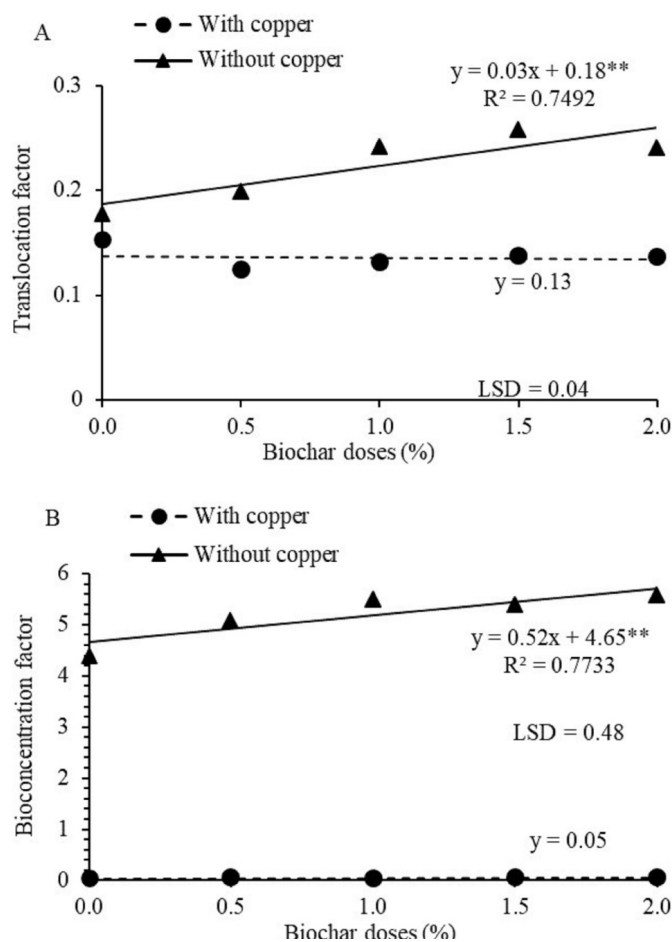 A
With copper
Without copper
y = 0.03x + 0.18**
R² = 0.7492
0.3
0.2
0.1
0
Translocation factor
y = 0.13
LSD = 0.04
0.0 0.5 1.0 1.5 2.0
Biochar doses (%)
B
With copper
Without copper
6
5
4
3
2
1
0
Bioconcentration factor
y = 0.52x + 4.65**
R² = 0.7733
LSD = 0.48
y = 0.05
0.0 0.5 1.0 1.5 2.0
Biochar doses (%)